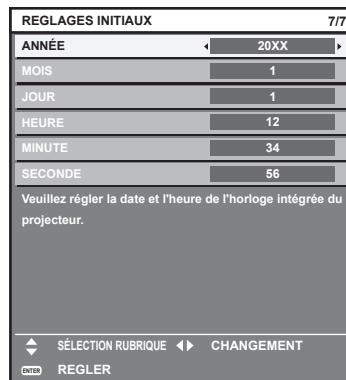 REGLAGES INITIAUX 7/7
ANNÉE 20XX
MOIS 1
JOUR 1
HEURE 12
MINUTE 34
SECONDE 56
Veuillez régler la date et l'heure de l'horloge intégrée du
projecteur.
SÉLECTION RUBRIQUE CHANGEMENT
ENTER REGLER